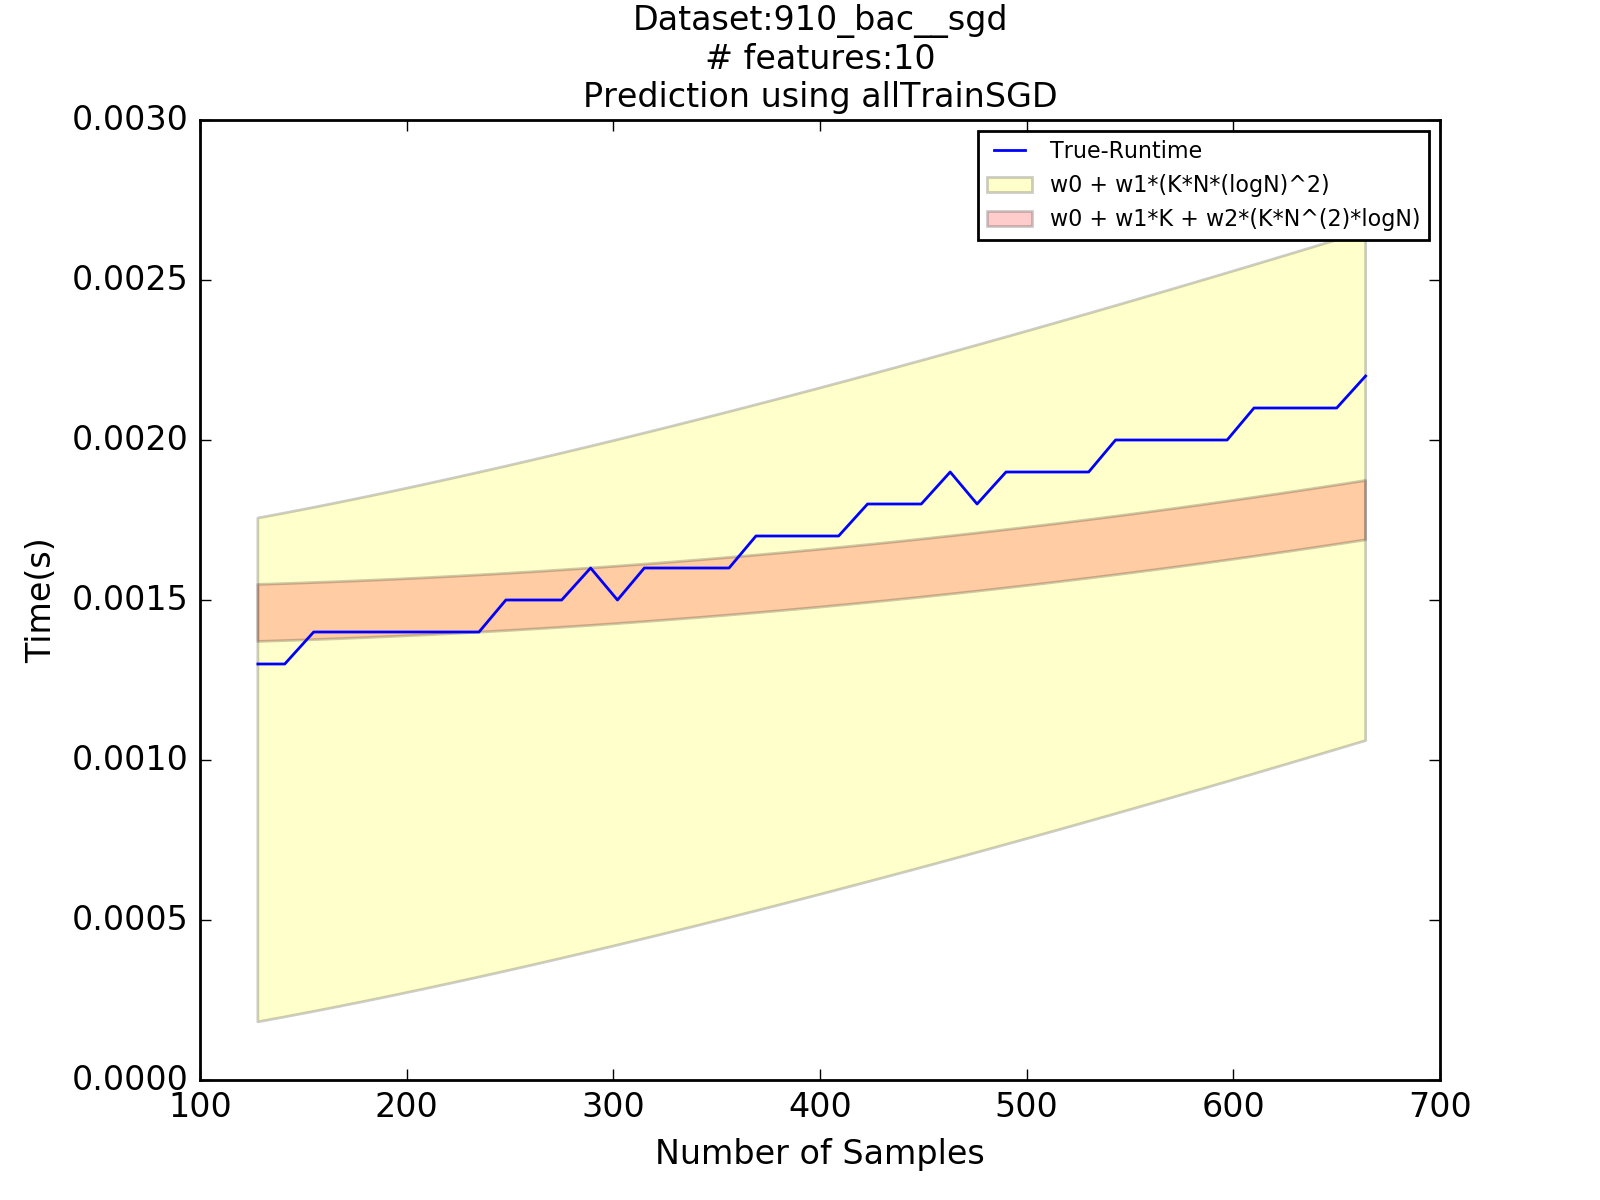 Dataset:910_bac__sgd
# features:10
Prediction using allTrainSGD
0.0030
0.0025
0.0020
0.0015
0.0010
0.0005
0.0000
Time(s)
True-Runtime
w0 + w1*(K*N*(logN)^2)
w0 + w1*K + w2*(K*N^(2)*logN)
100 200 300 400 500 600 700
Number of Samples